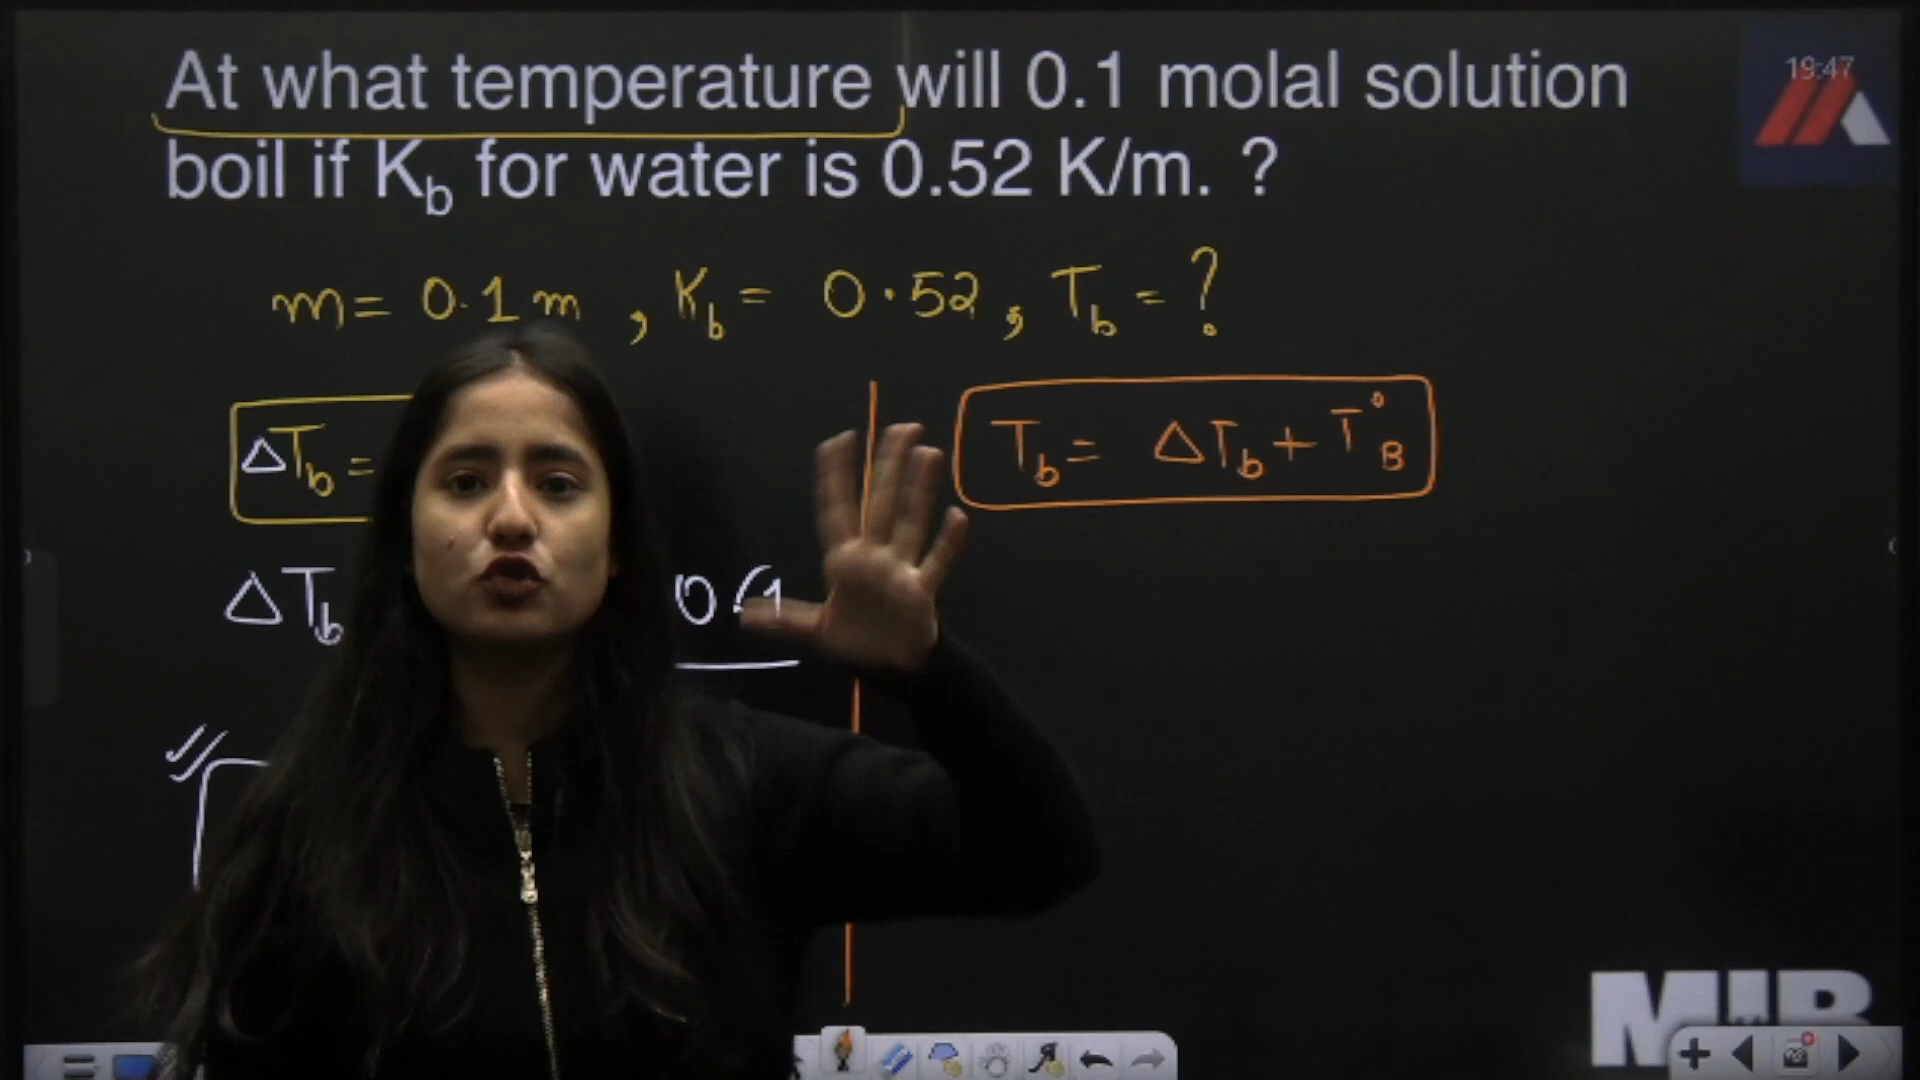 At what temperature will 0.1 molal solution
19:47
boil if Kb for water is 0.52 K/m. ?
m = 0.1 m , Kb = 0.52 , Tb = ?
ΔTb =
Tb = ΔTb + T°B
ΔTb